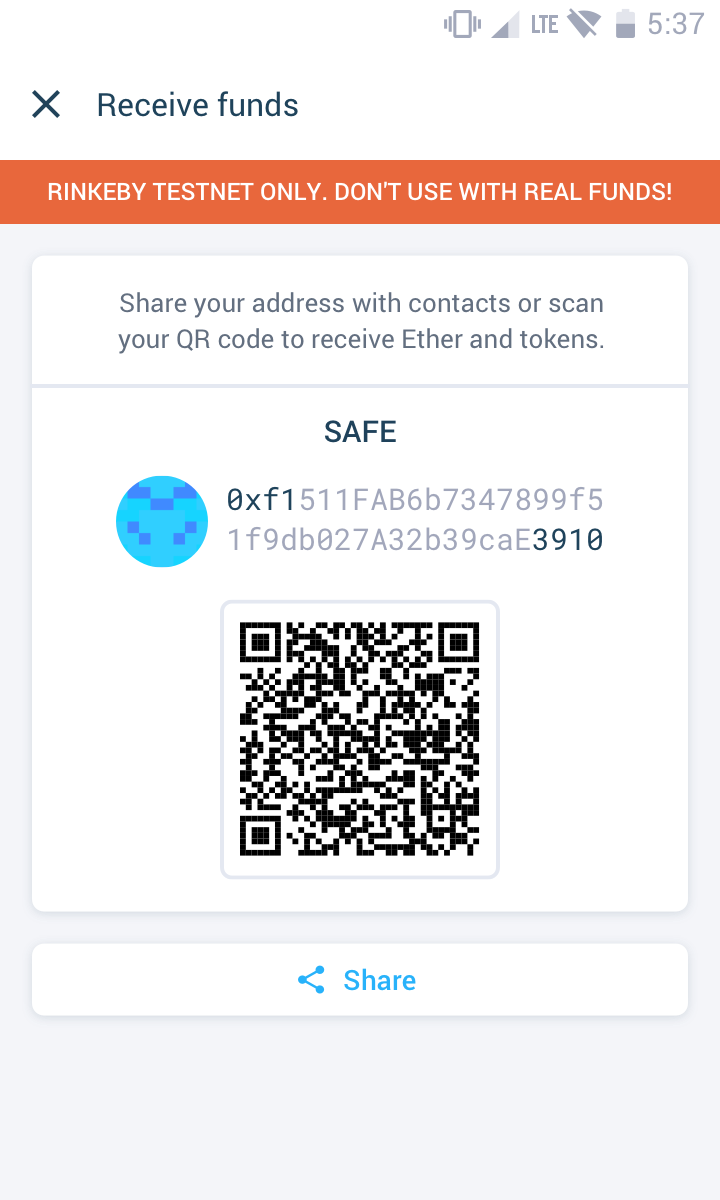 LTE 5:37
Receive funds
RINKEBY TESTNET ONLY. DON'T USE WITH REAL FUNDS!
Share your address with contacts or scan
your QR code to receive Ether and tokens.
SAFE
0xf1511FAB6b7347899f5
1f9db027A32b39caE3910
Share